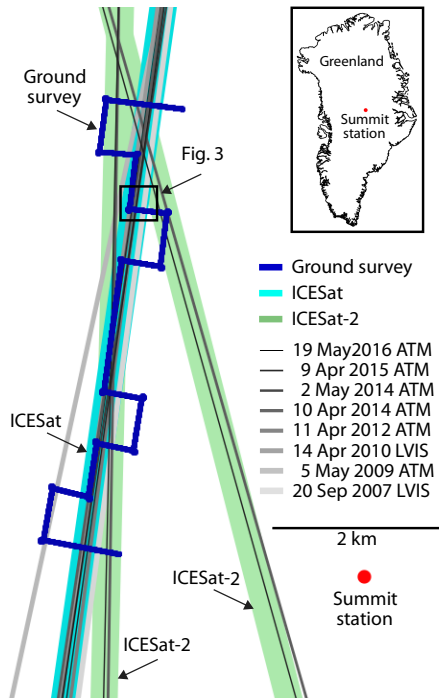 Ground
survey
Fig. 3
Greenland
Summit
station
Ground survey
ICESat
ICESat-2
19 May2016 ATM
9 Apr 2015 ATM
2 May 2014 ATM
10 Apr 2014 ATM
11 Apr 2012 ATM
14 Apr 2010 LVIS
5 May 2009 ATM
20 Sep 2007 LVIS
2 km
Summit
station
ICESat
ICESat-2
ICESat-2